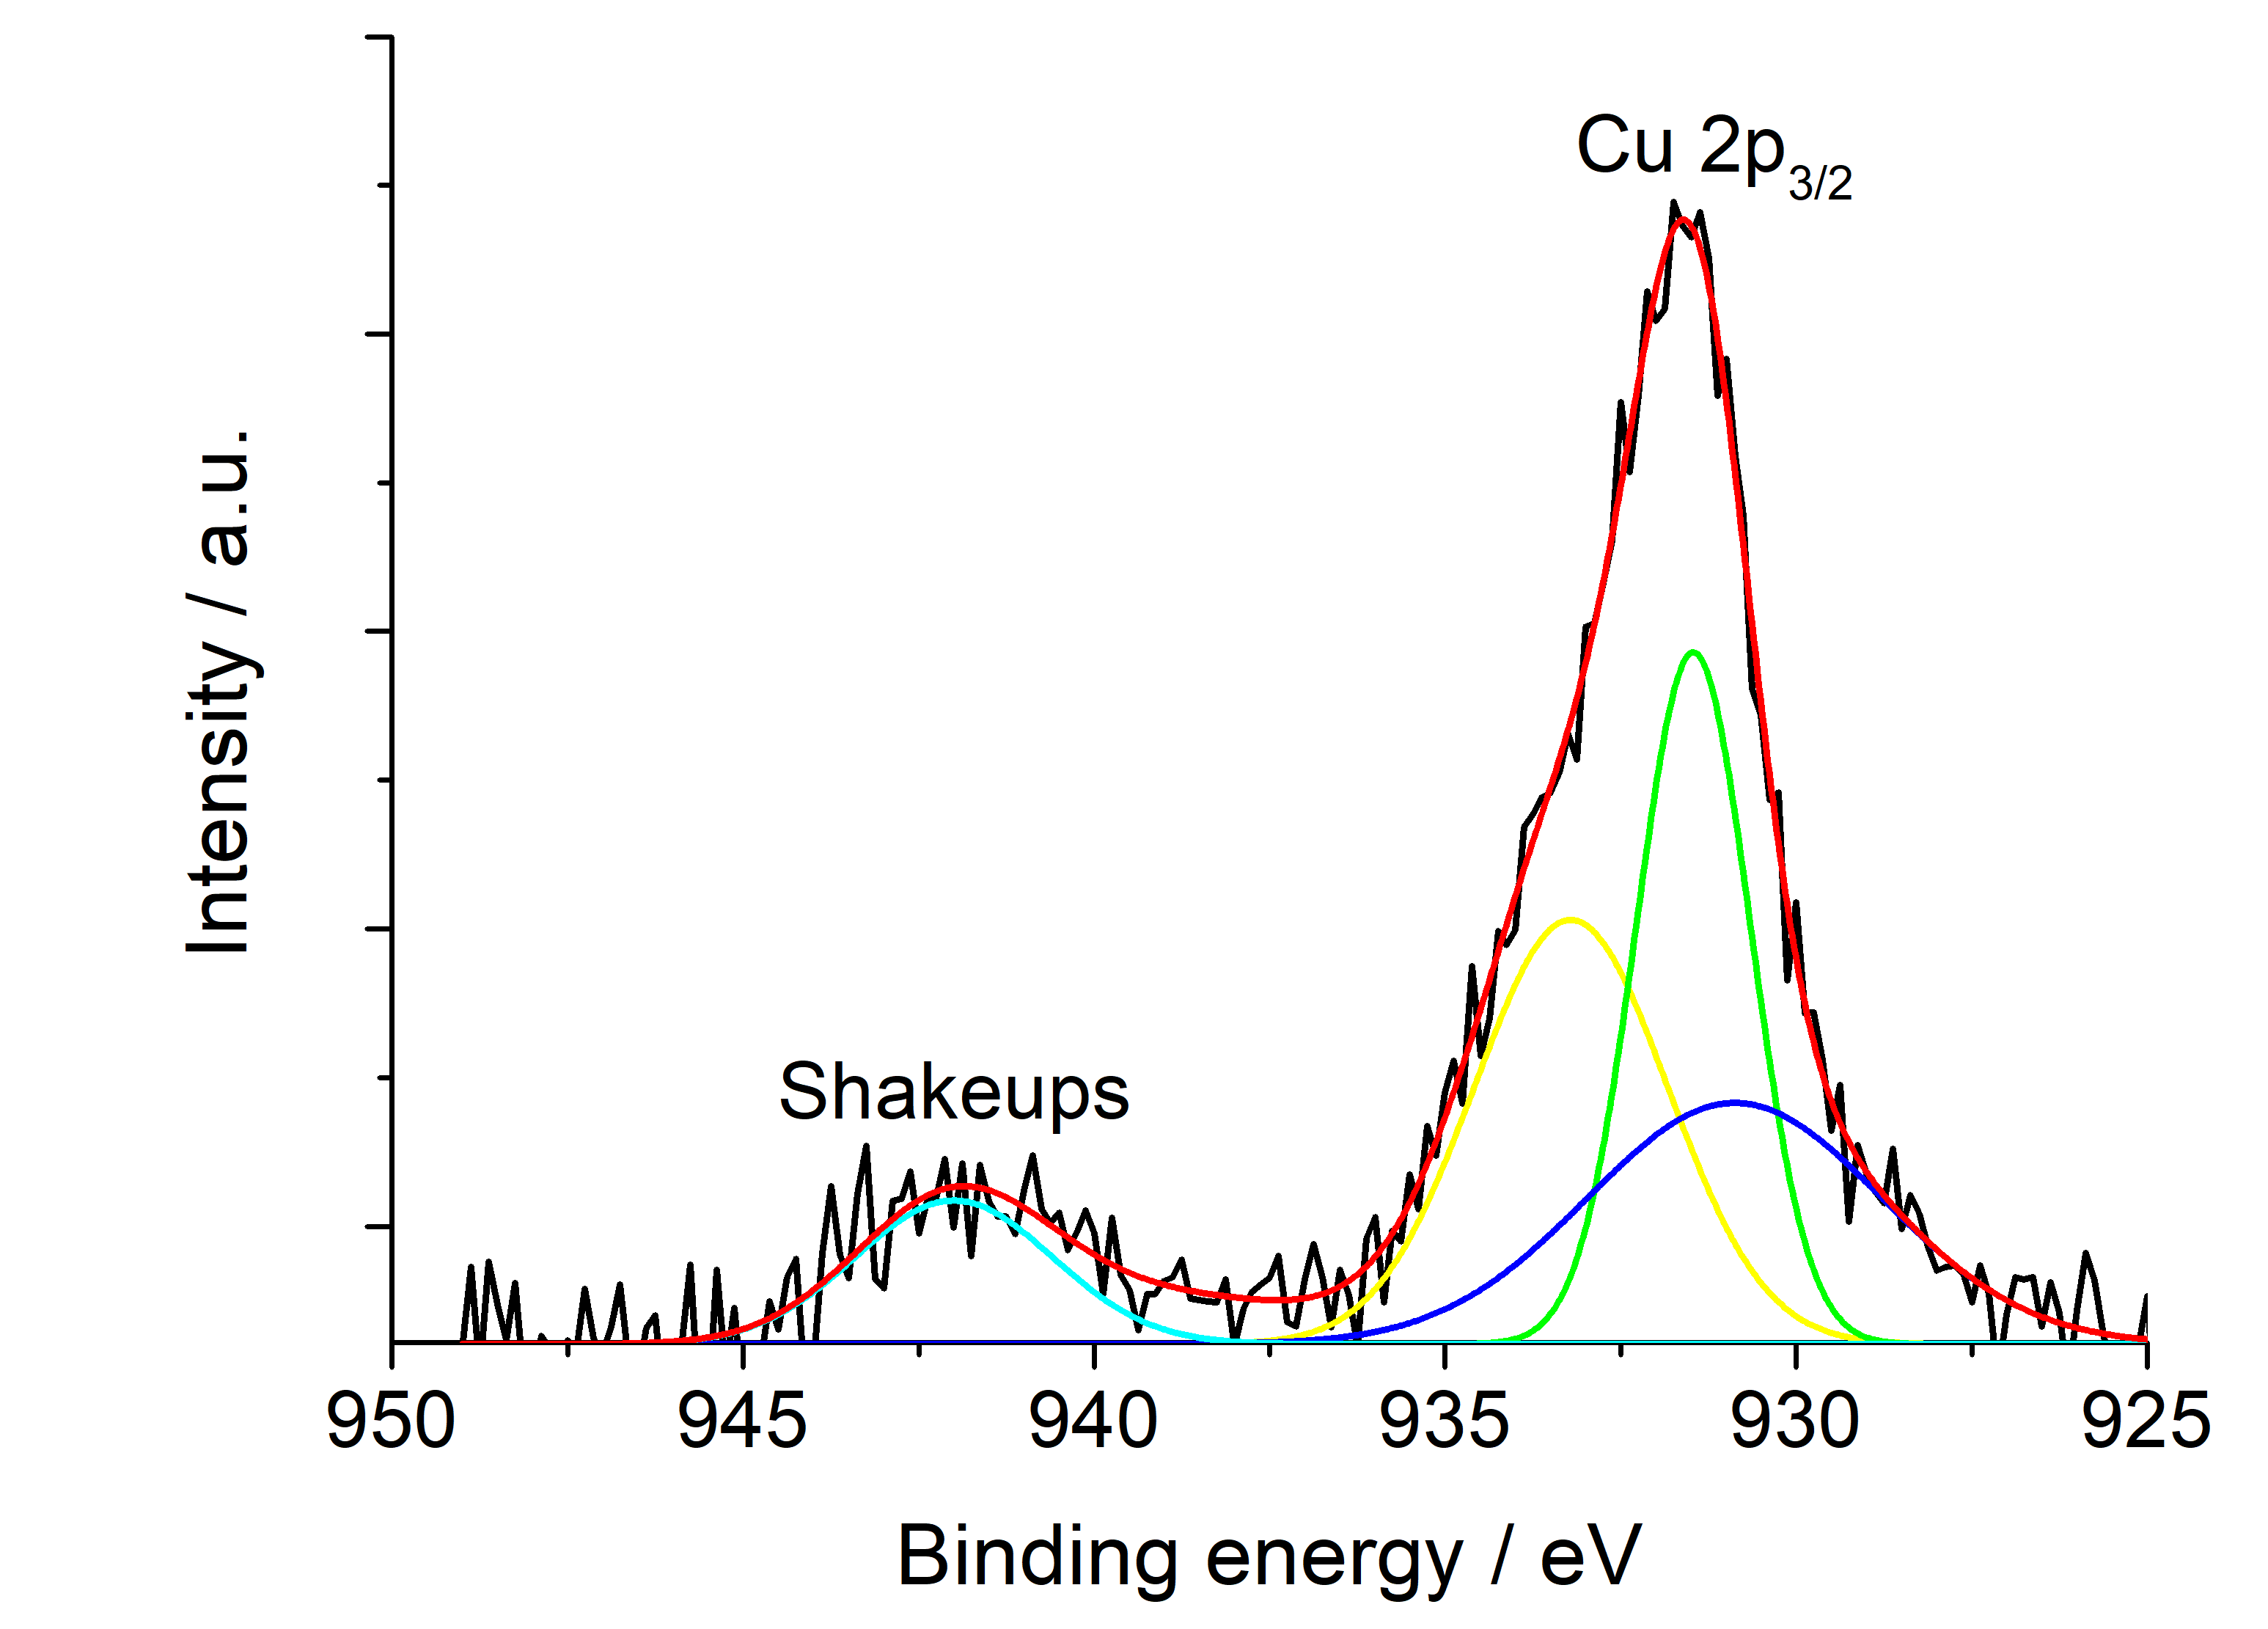 Cu 2p3/2
Intensity / a.u.
Shakeups
950 945 940 935 930 925
Binding energy / eV